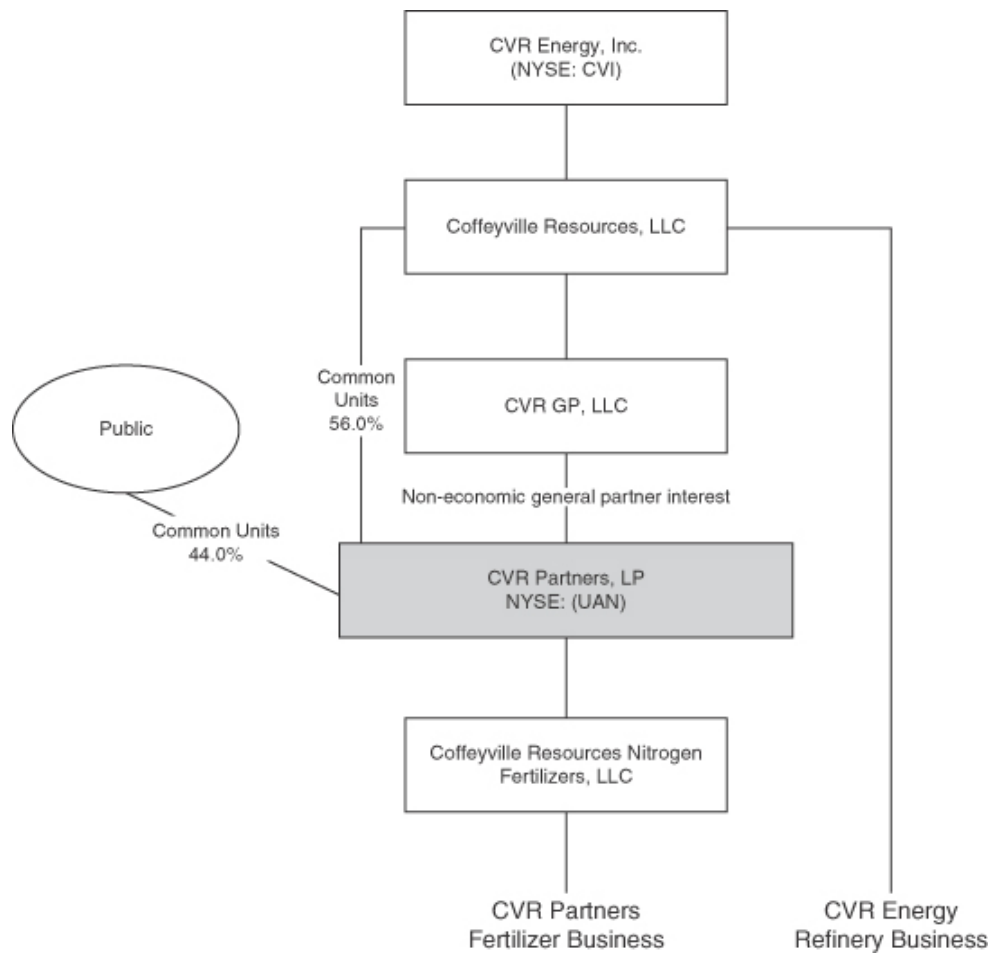 CVR Energy, Inc.
(NYSE: CVI)
Coffeyville Resources, LLC
Common
Units
56.0%
CVR GP, LLC
Public
Non-economic general partner interest
Common Units
44.0%
CVR Partners, LP
NYSE: (UAN)
Coffeyville Resources Nitrogen
Fertilizers, LLC
CVR Partners
Fertilizer Business
CVR Energy
Refinery Business